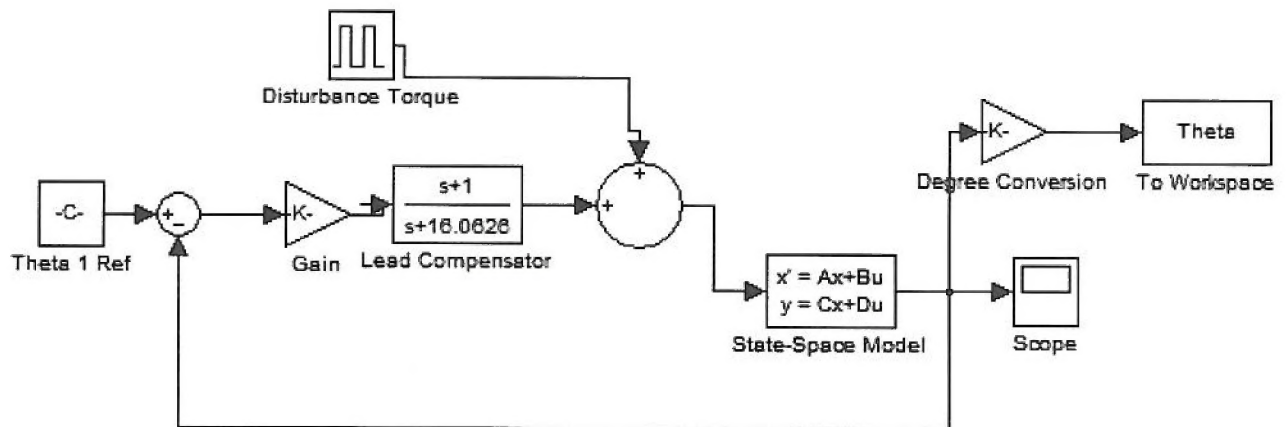 Disturbance Torque
-C-
Theta 1 Ref
+
-
-K-
Gain
s+1
s+16.0626
Lead Compensator
+
+
x' = Ax+Bu
y = Cx+Du
State-Space Model
-K-
Degree Conversion
Theta
To Workspace
Scope